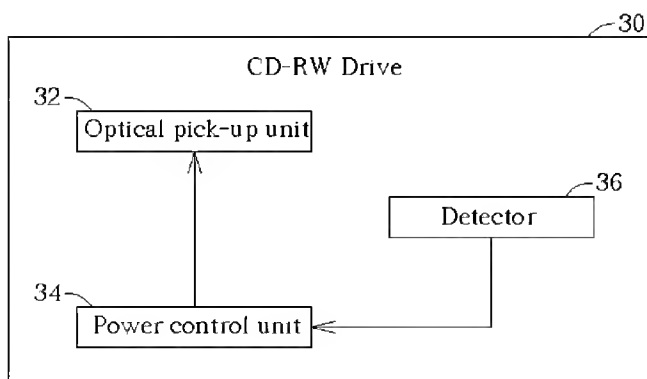 30
CD-RW Drive
32
Optical pick-up unit
36
Detector
34
Power control unit